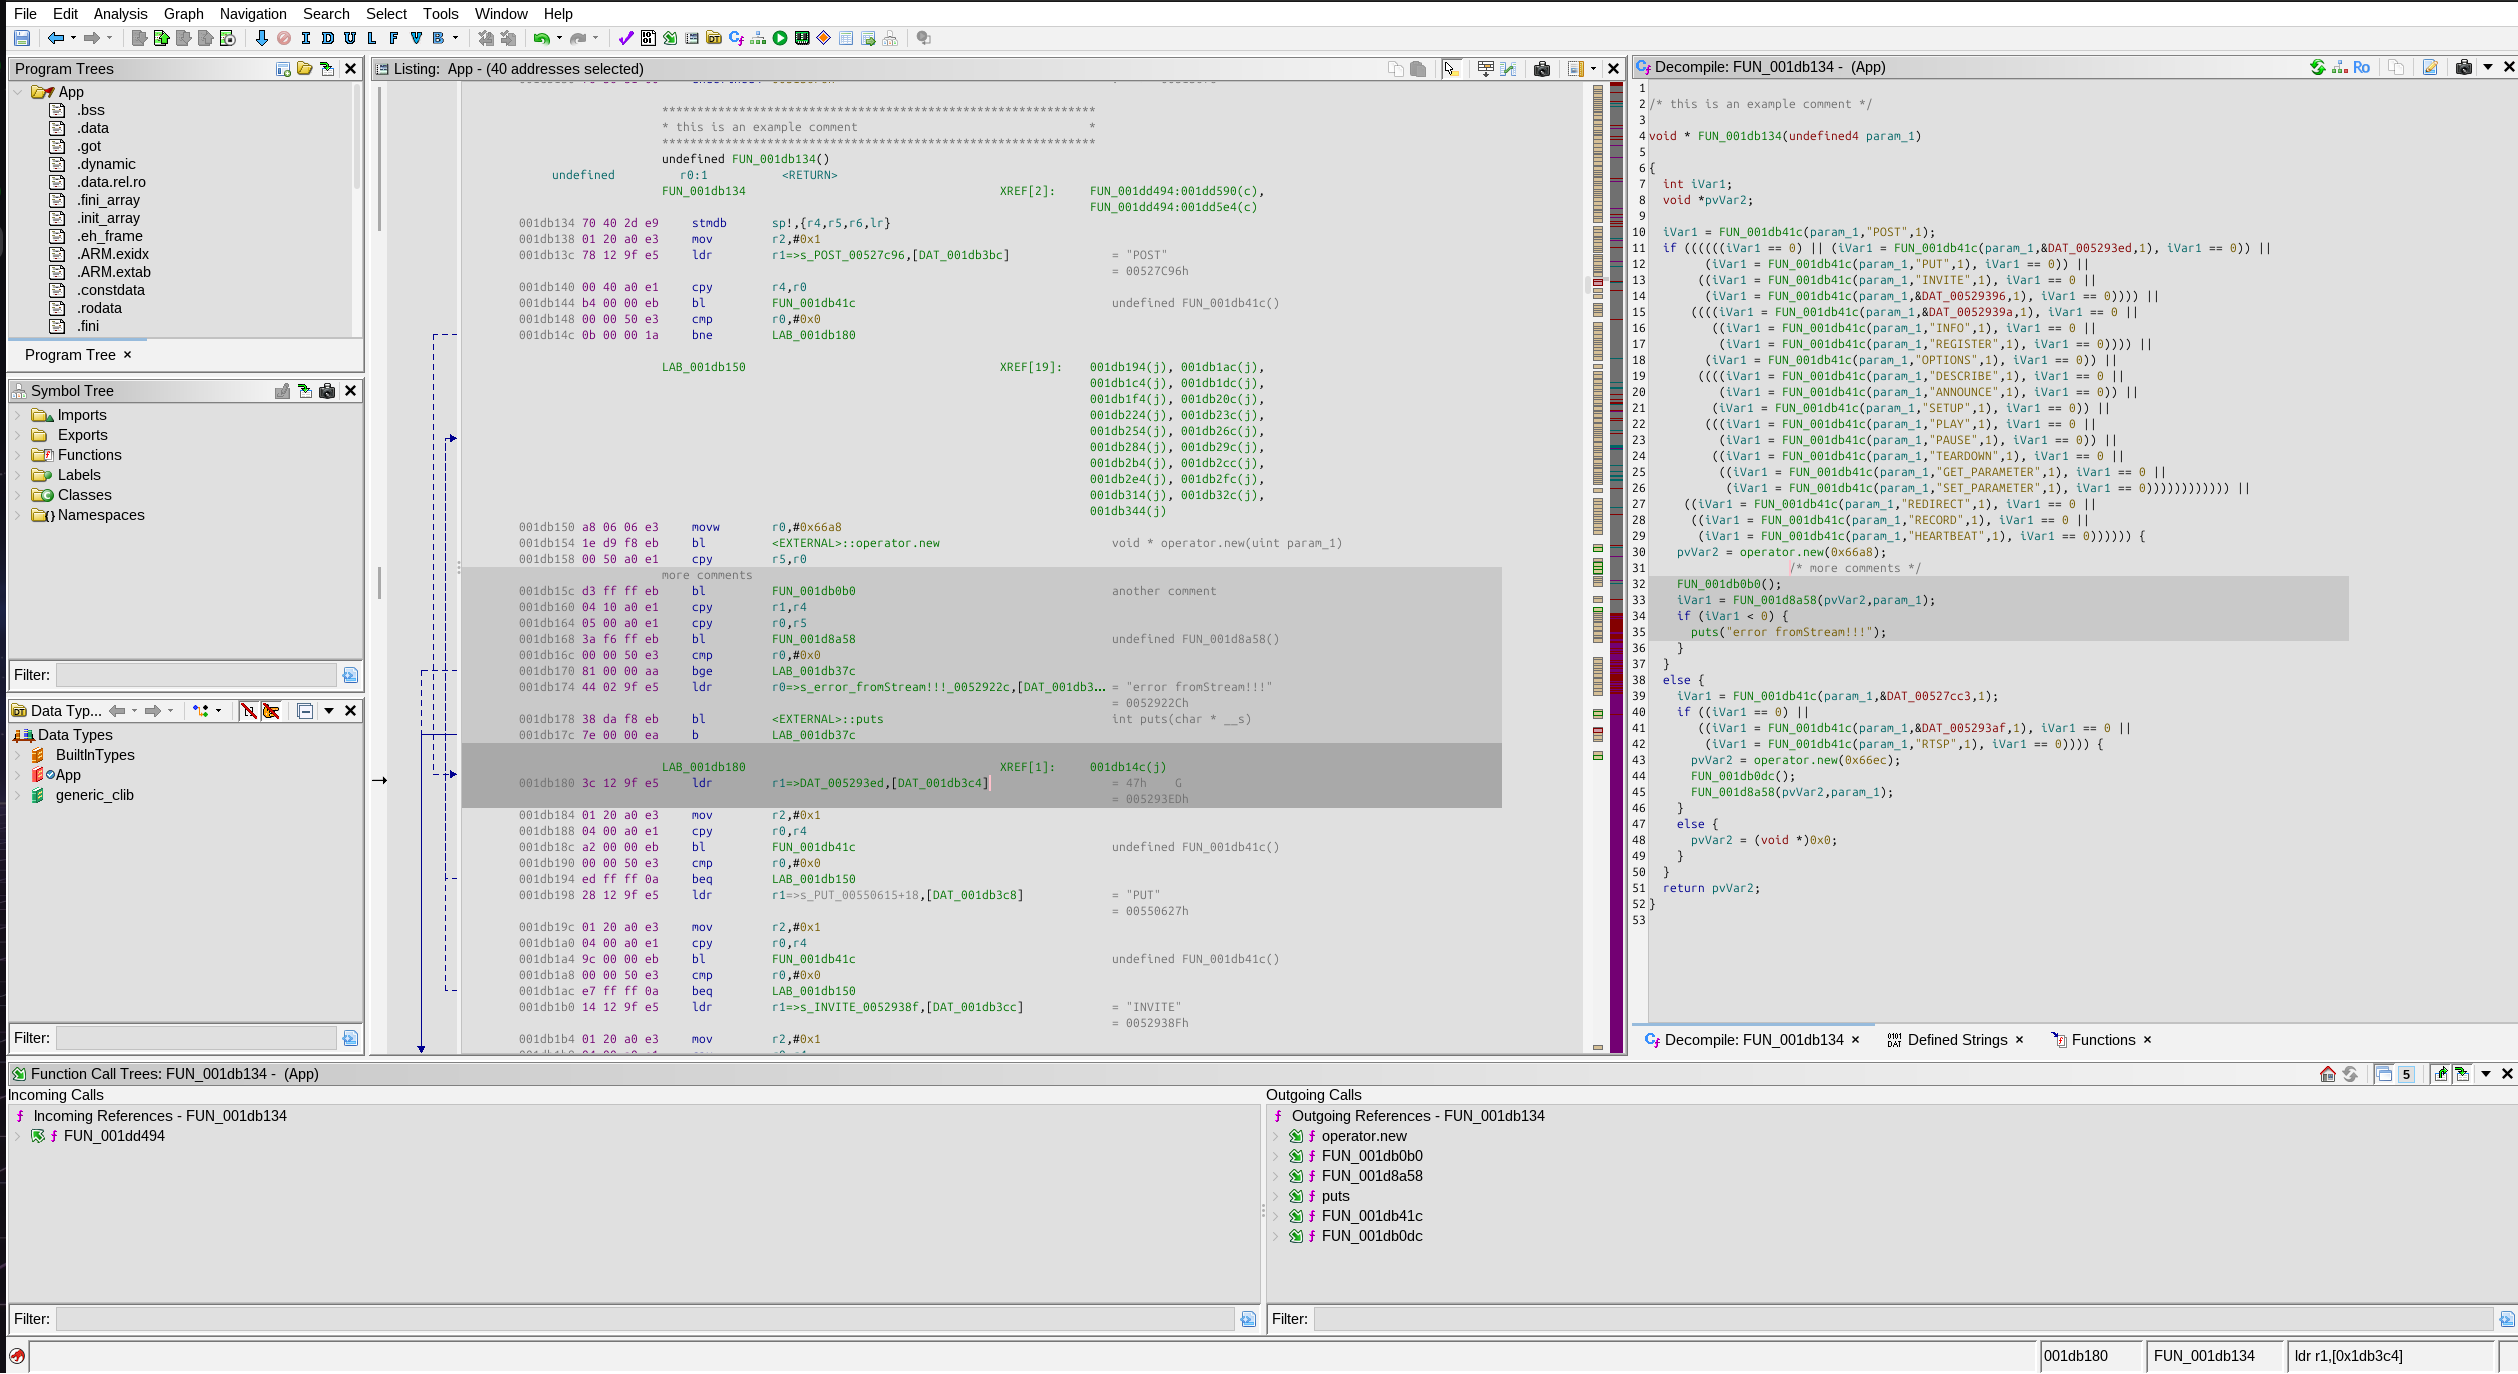 File Edit Analysis Graph Navigation Search Select Tools Window Help
I D U L F V B
Program Trees
App
.bss
.data
.got
.dynamic
.data.rel.ro
.fini_array
.init_array
.eh_frame
.ARM.exidx
.ARM.extab
.constdata
.rodata
.fini
Program Tree ×
Symbol Tree
Imports
Exports
Functions
Labels
Classes
Namespaces
Filter:
Data Typ...
Data Types
BuiltInTypes
App
generic_clib
Filter:
Listing: App - (40 addresses selected)
**************************************************************
* this is an example comment *
**************************************************************
undefined FUN_001db134()
undefined r0:1 <RETURN>
FUN_001db134 XREF[2]: FUN_001dd494:001dd590(c),
FUN_001dd494:001dd5e4(c)
001db134 70 40 2d e9 stmdb sp!,{r4,r5,r6,lr}
001db138 01 20 a0 e3 mov r2,#0x1
001db13c 78 12 9f e5 ldr r1=>s_POST_00527c96,[DAT_001db3bc] = "POST"
= 00527C96h
001db140 00 40 a0 e1 cpy r4,r0
001db144 b4 00 00 eb bl FUN_001db41c undefined FUN_001db41c()
001db148 00 00 50 e3 cmp r0,#0x0
001db14c 0b 00 00 1a bne LAB_001db180
LAB_001db150 XREF[19]: 001db194(j), 001db1ac(j),
001db1c4(j), 001db1dc(j),
001db1f4(j), 001db20c(j),
001db224(j), 001db23c(j),
001db254(j), 001db26c(j),
001db284(j), 001db29c(j),
001db2b4(j), 001db2cc(j),
001db2e4(j), 001db2fc(j),
001db314(j), 001db32c(j),
001db344(j)
001db150 a8 06 06 e3 movw r0,#0x66a8
001db154 1e d9 f8 eb bl <EXTERNAL>::operator.new void * operator.new(uint param_1)
001db158 00 50 a0 e1 cpy r5,r0
more comments
001db15c d3 ff ff eb bl FUN_001db0b0 another comment
001db160 04 10 a0 e1 cpy r1,r4
001db164 05 00 a0 e1 cpy r0,r5
001db168 3a f6 ff eb bl FUN_001d8a58 undefined FUN_001d8a58()
001db16c 00 00 50 e3 cmp r0,#0x0
001db170 81 00 00 aa bge LAB_001db37c
001db174 44 02 9f e5 ldr r0=>s_error_fromStream!!!_0052922c,[DAT_001db3... = "error fromStream!!!"
= 0052922Ch
001db178 38 da f8 eb bl <EXTERNAL>::puts int puts(char * __s)
001db17c 7e 00 00 ea b LAB_001db37c
LAB_001db180 XREF[1]: 001db14c(j)
001db180 3c 12 9f e5 ldr r1=>DAT_005293ed,[DAT_001db3c4] = 47h G
= 005293EDh
001db184 01 20 a0 e3 mov r2,#0x1
001db188 04 00 a0 e1 cpy r0,r4
001db18c a2 00 00 eb bl FUN_001db41c undefined FUN_001db41c()
001db190 00 00 50 e3 cmp r0,#0x0
001db194 ed ff ff 0a beq LAB_001db150
001db198 28 12 9f e5 ldr r1=>s_PUT_00550615+18,[DAT_001db3c8] = "PUT"
= 00550627h
001db19c 01 20 a0 e3 mov r2,#0x1
001db1a0 04 00 a0 e1 cpy r0,r4
001db1a4 9c 00 00 eb bl FUN_001db41c undefined FUN_001db41c()
001db1a8 00 00 50 e3 cmp r0,#0x0
001db1ac e7 ff ff 0a beq LAB_001db150
001db1b0 14 12 9f e5 ldr r1=>s_INVITE_0052938f,[DAT_001db3cc] = "INVITE"
= 0052938Fh
001db1b4 01 20 a0 e3 mov r2,#0x1
Decompile: FUN_001db134 - (App)
Ro
1
2 /* this is an example comment */
3
4 void * FUN_001db134(undefined4 param_1)
5
6 {
7 int iVar1;
8 void *pvVar2;
9
10 iVar1 = FUN_001db41c(param_1,"POST",1);
11 if ((((((iVar1 == 0) || (iVar1 = FUN_001db41c(param_1,&DAT_005293ed,1), iVar1 == 0)) ||
12 (iVar1 = FUN_001db41c(param_1,"PUT",1), iVar1 == 0)) ||
13 ((iVar1 = FUN_001db41c(param_1,"INVITE",1), iVar1 == 0 ||
14 (iVar1 = FUN_001db41c(param_1,&DAT_00529396,1), iVar1 == 0)))) ||
15 ((((iVar1 = FUN_001db41c(param_1,&DAT_0052939a,1), iVar1 == 0 ||
16 ((iVar1 = FUN_001db41c(param_1,"INFO",1), iVar1 == 0 ||
17 (iVar1 = FUN_001db41c(param_1,"REGISTER",1), iVar1 == 0)))) ||
18 (iVar1 = FUN_001db41c(param_1,"OPTIONS",1), iVar1 == 0)) ||
19 ((((iVar1 = FUN_001db41c(param_1,"DESCRIBE",1), iVar1 == 0 ||
20 (iVar1 = FUN_001db41c(param_1,"ANNOUNCE",1), iVar1 == 0)) ||
21 (iVar1 = FUN_001db41c(param_1,"SETUP",1), iVar1 == 0)) ||
22 (((iVar1 = FUN_001db41c(param_1,"PLAY",1), iVar1 == 0 ||
23 (iVar1 = FUN_001db41c(param_1,"PAUSE",1), iVar1 == 0)) ||
24 ((iVar1 = FUN_001db41c(param_1,"TEARDOWN",1), iVar1 == 0 ||
25 ((iVar1 = FUN_001db41c(param_1,"GET_PARAMETER",1), iVar1 == 0 ||
26 (iVar1 = FUN_001db41c(param_1,"SET_PARAMETER",1), iVar1 == 0)))))))))))) ||
27 ((iVar1 = FUN_001db41c(param_1,"REDIRECT",1), iVar1 == 0 ||
28 ((iVar1 = FUN_001db41c(param_1,"RECORD",1), iVar1 == 0 ||
29 (iVar1 = FUN_001db41c(param_1,"HEARTBEAT",1), iVar1 == 0)))))) {
30 pvVar2 = operator.new(0x66a8);
31 /* more comments */
32 FUN_001db0b0();
33 iVar1 = FUN_001d8a58(pvVar2,param_1);
34 if (iVar1 < 0) {
35 puts("error fromStream!!!");
36 }
37 }
38 else {
39 iVar1 = FUN_001db41c(param_1,&DAT_00527cc3,1);
40 if ((iVar1 == 0) ||
41 ((iVar1 = FUN_001db41c(param_1,&DAT_005293af,1), iVar1 == 0 ||
42 (iVar1 = FUN_001db41c(param_1,"RTSP",1), iVar1 == 0)))) {
43 pvVar2 = operator.new(0x66ec);
44 FUN_001db0dc();
45 FUN_001d8a58(pvVar2,param_1);
46 }
47 else {
48 pvVar2 = (void *)0x0;
49 }
50 }
51 return pvVar2;
52 }
53
Decompile: FUN_001db134 × Defined Strings × Functions ×
Function Call Trees: FUN_001db134 - (App)
5
Incoming Calls
Incoming References - FUN_001db134
FUN_001dd494
Filter:
Outgoing Calls
Outgoing References - FUN_001db134
operator.new
FUN_001db0b0
FUN_001d8a58
puts
FUN_001db41c
FUN_001db0dc
Filter:
001db180 FUN_001db134 ldr r1,[0x1db3c4]